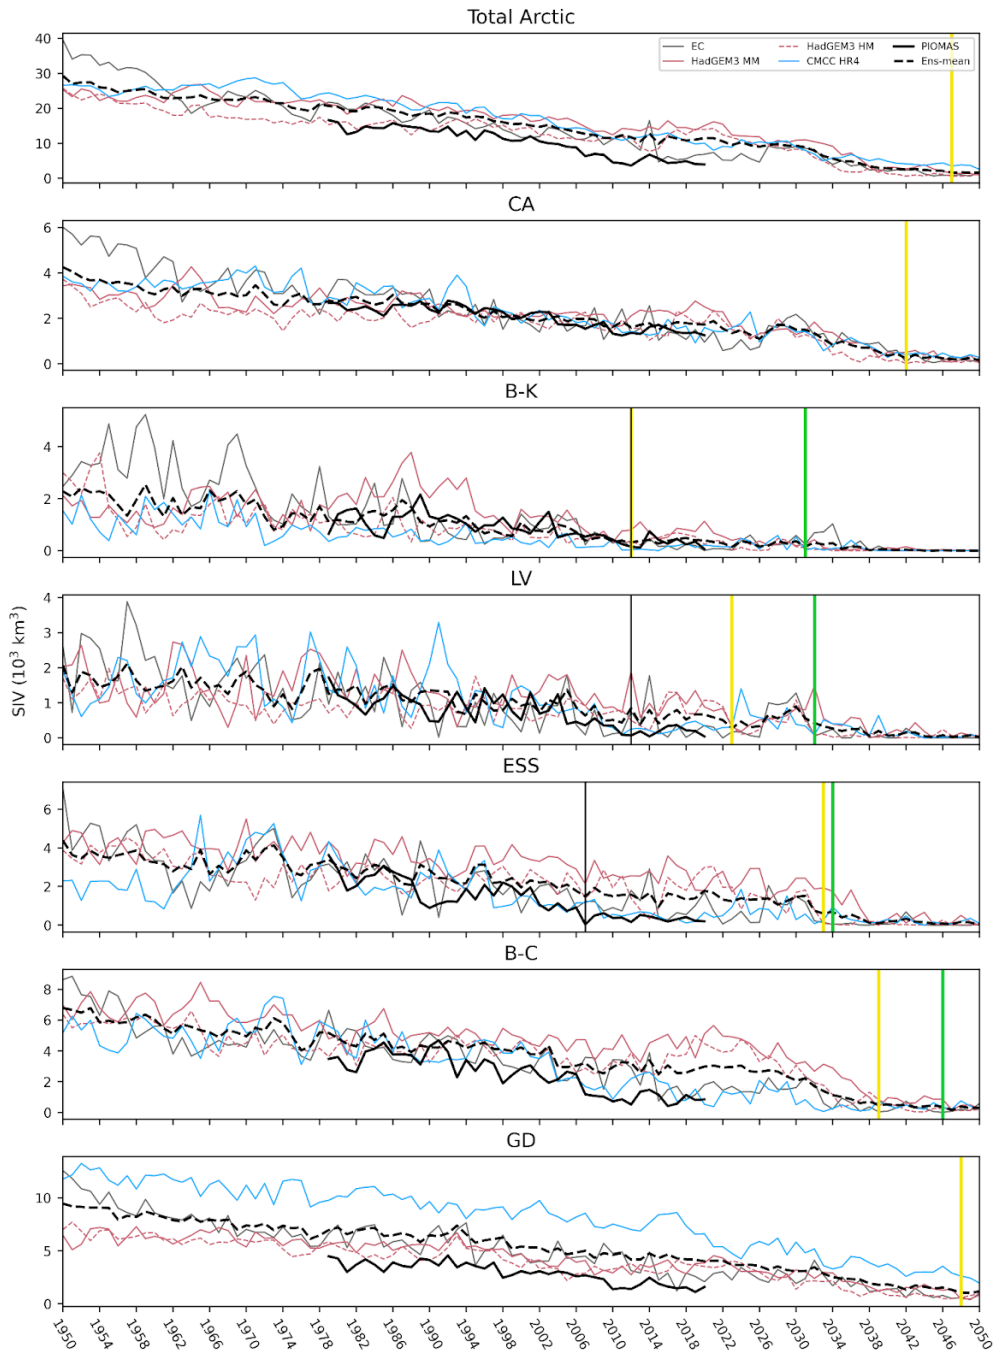 Total Arctic
40
30
20
10
0
EC
HadGEM3 MM
HadGEM3 HM
CMCC HR4
PIOMAS
Ens-mean
CA
6
4
2
0
B-K
4
2
0
LV
4
3
2
1
0
SIV (10³ km³)
ESS
6
4
2
0
B-C
8
6
4
2
0
GD
10
5
0
1950 1954 1958 1962 1966 1970 1974 1978 1982 1986 1990 1994 1998 2002 2006 2010 2014 2018 2022 2026 2030 2034 2038 2042 2046 2050